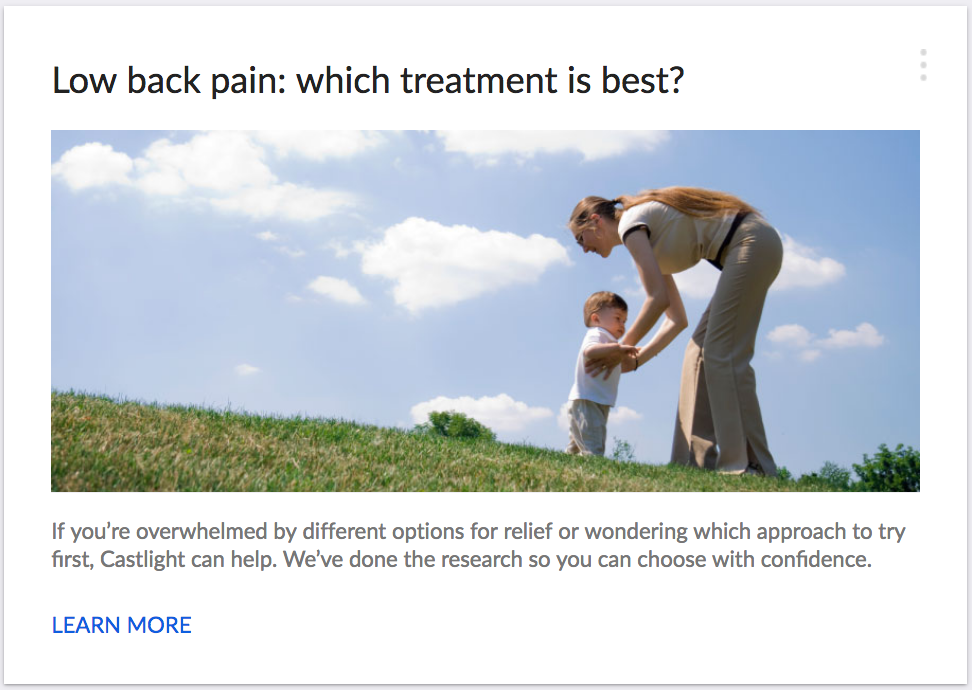 Low back pain: which treatment is best?
If you’re overwhelmed by different options for relief or wondering which approach to try
first, Castlight can help. We’ve done the research so you can choose with confidence.
LEARN MORE